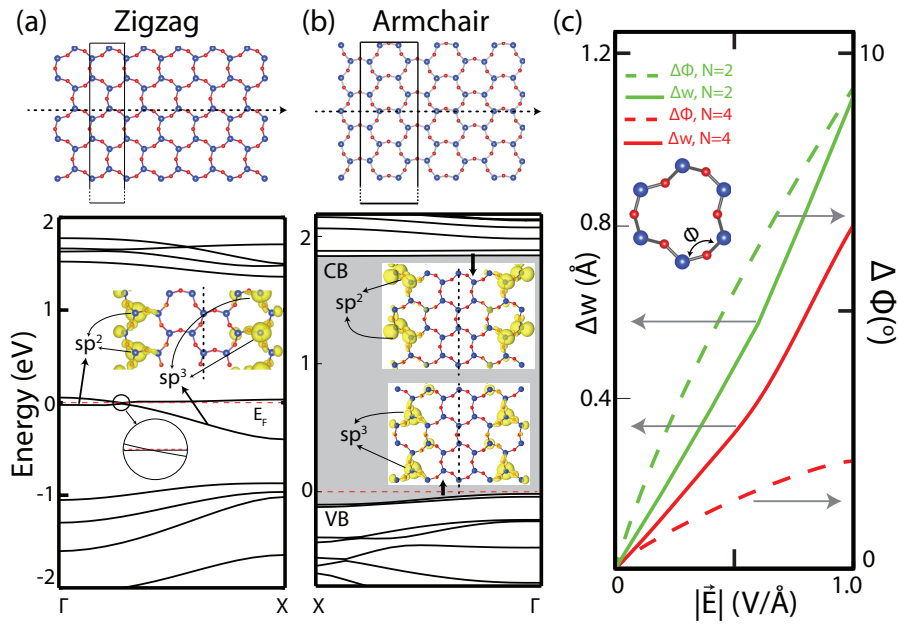 (a) Zigzag
(b) Armchair
(c)
2
1
0
-1
-2
Energy (eV)
sp2
sp3
EF
Γ
X
2
1
0
CB
sp2
sp3
VB
X
Γ
1.2
0.8
0.4
Δw (Å)
ΔΦ, N=2
Δw, N=2
ΔΦ, N=4
Δw, N=4
Φ
10
0
Δ Φ(°)
0
1.0
|E⃗| (V/Å)